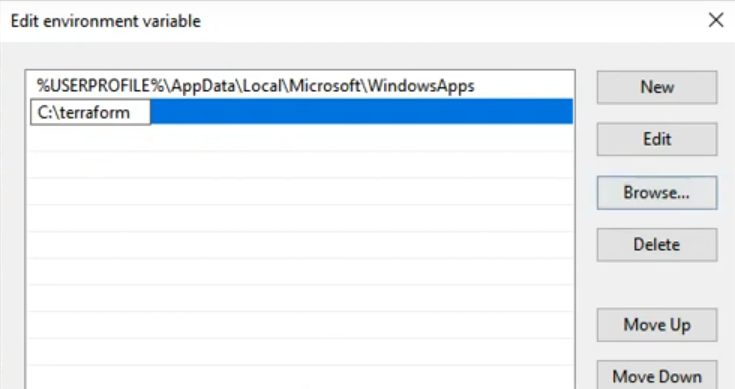 Edit environment variable
%USERPROFILE%\AppData\Local\Microsoft\WindowsApps
C:\terraform
New
Edit
Browse...
Delete
Move Up
Move Down